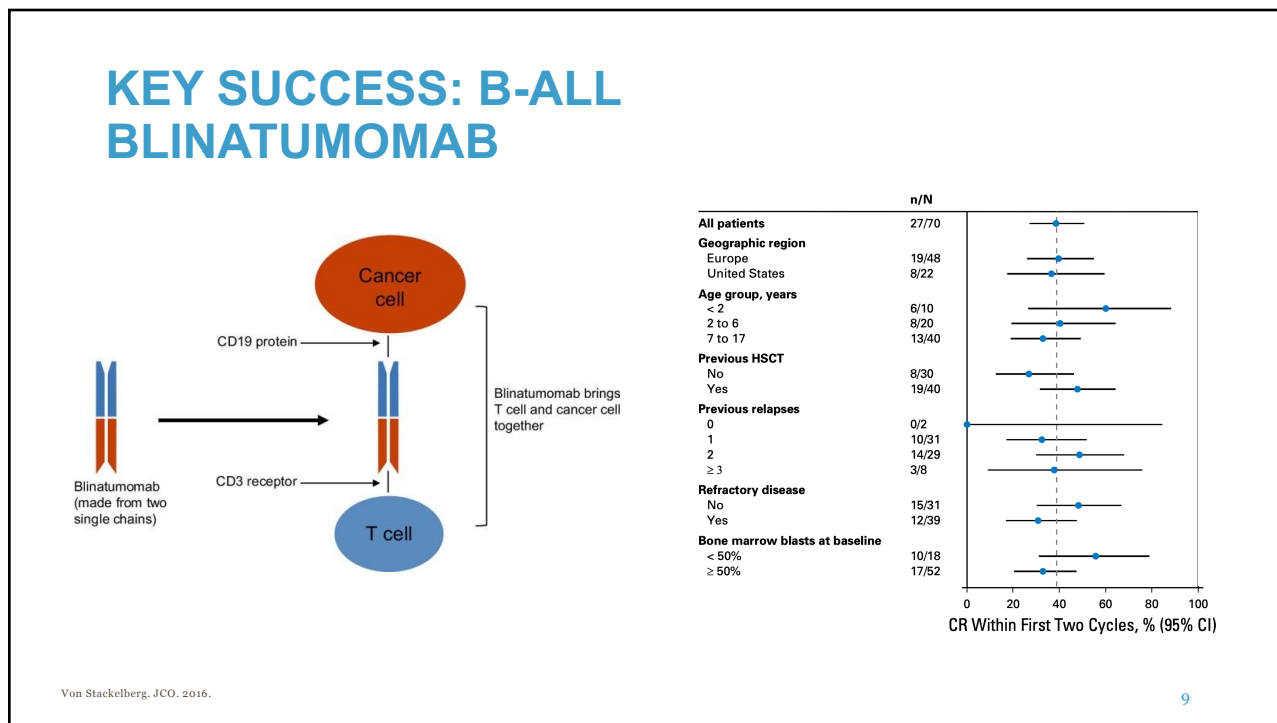 KEY SUCCESS: B-ALL
BLINATUMOMAB
Cancer
cell
CD19 protein
Blinatumomab brings
T cell and cancer cell
together
Blinatumomab
(made from two
single chains)
CD3 receptor
T cell
n/N
All patients 27/70
Geographic region
Europe 19/48
United States 8/22
Age group, years
< 2 6/10
2 to 6 8/20
7 to 17 13/40
Previous HSCT
No 8/30
Yes 19/40
Previous relapses
0 0/2
1 10/31
2 14/29
≥ 3 3/8
Refractory disease
No 15/31
Yes 12/39
Bone marrow blasts at baseline
< 50% 10/18
≥ 50% 17/52
0 20 40 60 80 100
CR Within First Two Cycles, % (95% CI)
Von Stackelberg. JCO. 2016.
9